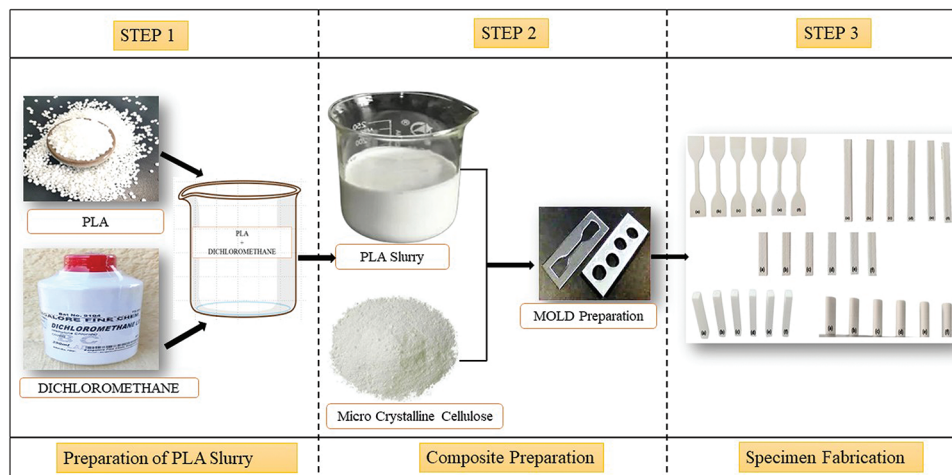 STEP 1
STEP 2
STEP 3
PLA
DICHLOROMETHANE
PLA
+
DICHLOROMETHANE
DICHLOROMETHANE
PLA Slurry
Micro Crystalline Cellulose
MOLD Preparation
(a) (b) (c) (d) (e) (f)
(a) (b) (c) (d) (e) (f)
(a) (b) (c) (d) (e) (f)
(a) (b) (c) (d) (e) (f)
(a) (b) (c) (d) (e) (f)
Preparation of PLA Slurry
Composite Preparation
Specimen Fabrication